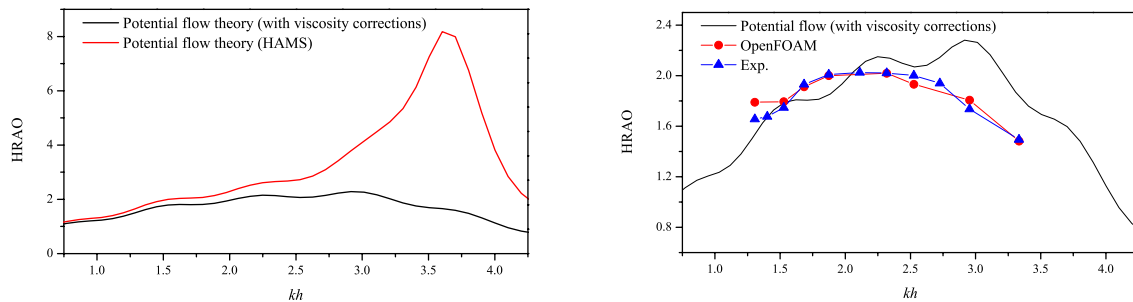 Potential flow theory (with viscosity corrections)
Potential flow theory (HAMS)
8
6
4
2
0
HRAO
1.0 1.5 2.0 2.5 3.0 3.5 4.0
kh
Potential flow (with viscosity corrections)
OpenFOAM
Exp.
2.4
2.0
1.6
1.2
0.8
HRAO
1.0 1.5 2.0 2.5 3.0 3.5 4.0
kh